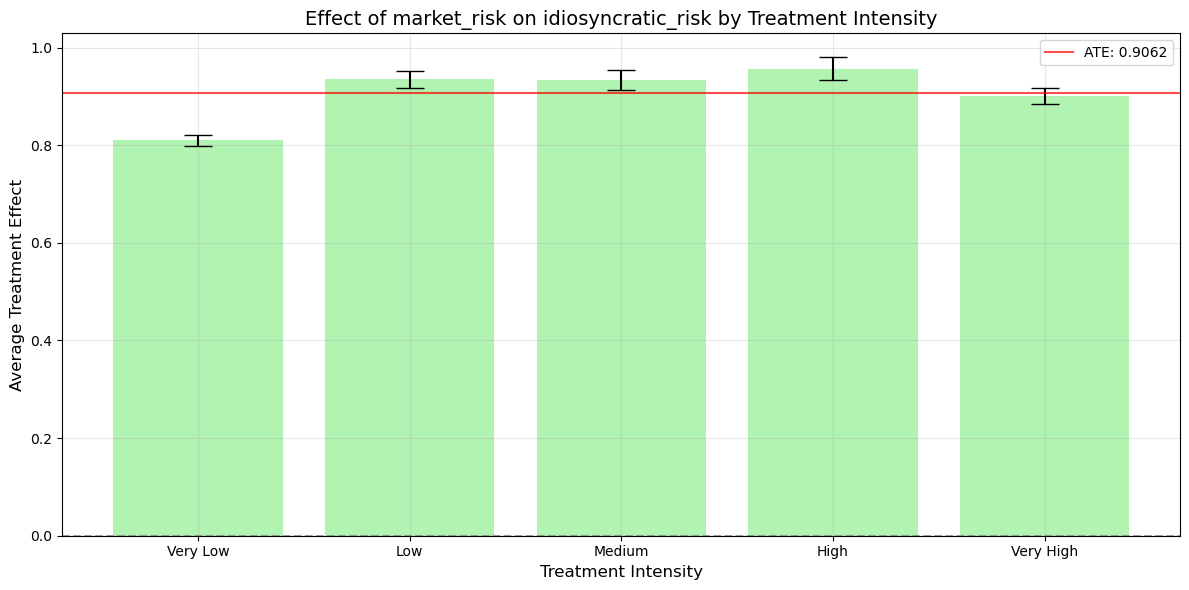 Effect of market_risk on idiosyncratic_risk by Treatment Intensity
ATE: 0.9062
Average Treatment Effect
1.0
0.8
0.6
0.4
0.2
0.0
Very Low
Low
Medium
High
Very High
Treatment Intensity